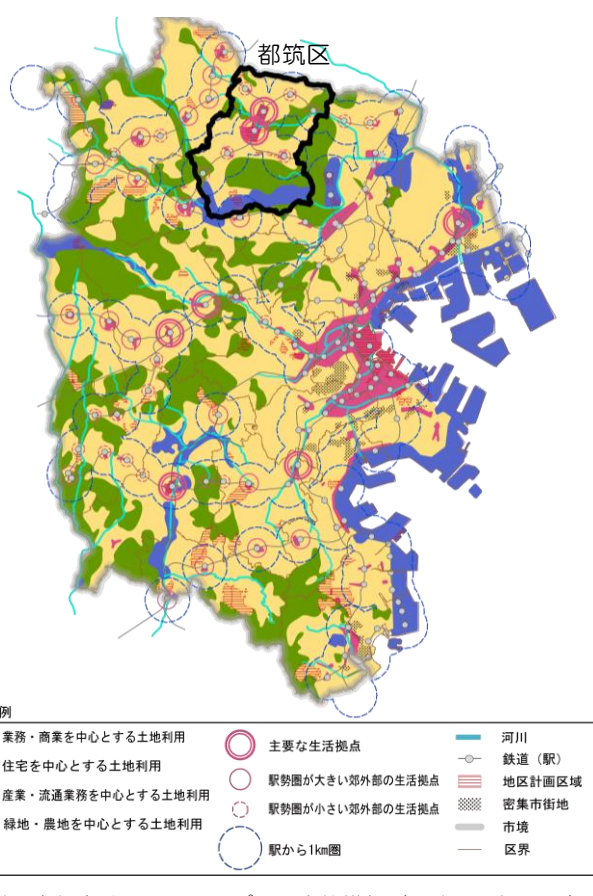 都筑区
例
業務・商業を中心とする土地利用
住宅を中心とする土地利用
産業・流通業務を中心とする土地利用
緑地・農地を中心とする土地利用
主要な生活拠点
駅勢圏が大きい郊外部の生活拠点
駅勢圏が小さい郊外部の生活拠点
駅から1km圏
河川
鉄道（駅）
地区計画区域
密集市街地
市境
区界